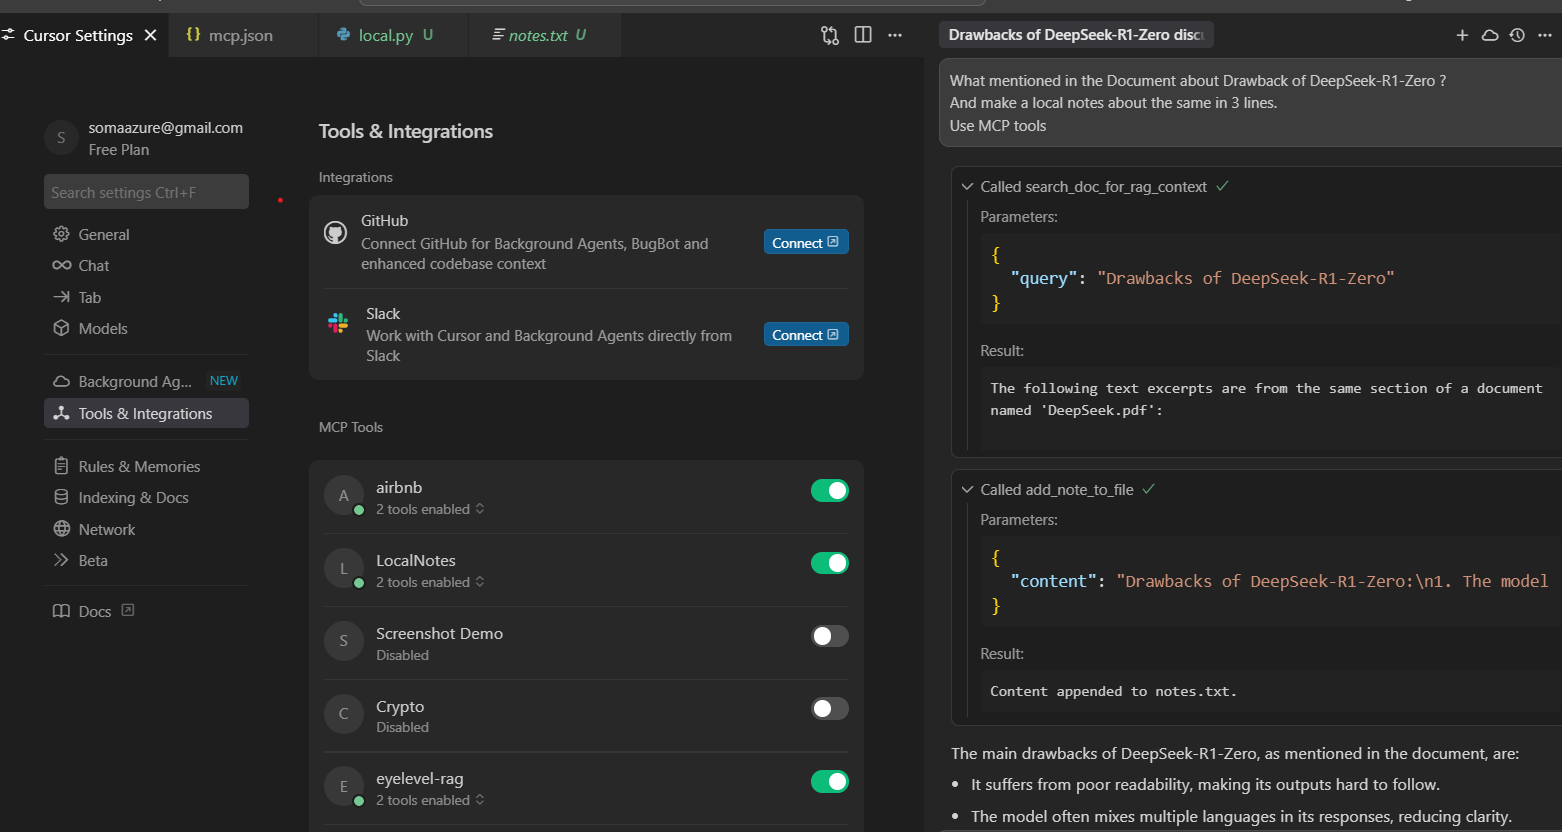 Cursor Settings
mcp.json
local.py U
notes.txt U
S
somaazure@gmail.com
Free Plan
Search settings Ctrl+F
General
Chat
Tab
Models
Background Ag... NEW
Tools & Integrations
Rules & Memories
Indexing & Docs
Network
Beta
Docs
Tools & Integrations
Integrations
GitHub
Connect GitHub for Background Agents, BugBot and
enhanced codebase context
Connect
Slack
Work with Cursor and Background Agents directly from
Slack
Connect
MCP Tools
A
airbnb
2 tools enabled
L
LocalNotes
2 tools enabled
S
Screenshot Demo
Disabled
C
Crypto
Disabled
E
eyelevel-rag
2 tools enabled
Drawbacks of DeepSeek-R1-Zero disc
What mentioned in the Document about Drawback of DeepSeek-R1-Zero ?
And make a local notes about the same in 3 lines.
Use MCP tools
Called search_doc_for_rag_context
Parameters:
{
"query": "Drawbacks of DeepSeek-R1-Zero"
}
Result:
The following text excerpts are from the same section of a document
named 'DeepSeek.pdf':
Called add_note_to_file
Parameters:
{
"content": "Drawbacks of DeepSeek-R1-Zero:\n1. The model
}
Result:
Content appended to notes.txt.
The main drawbacks of DeepSeek-R1-Zero, as mentioned in the document, are:
• It suffers from poor readability, making its outputs hard to follow.
• The model often mixes multiple languages in its responses, reducing clarity.